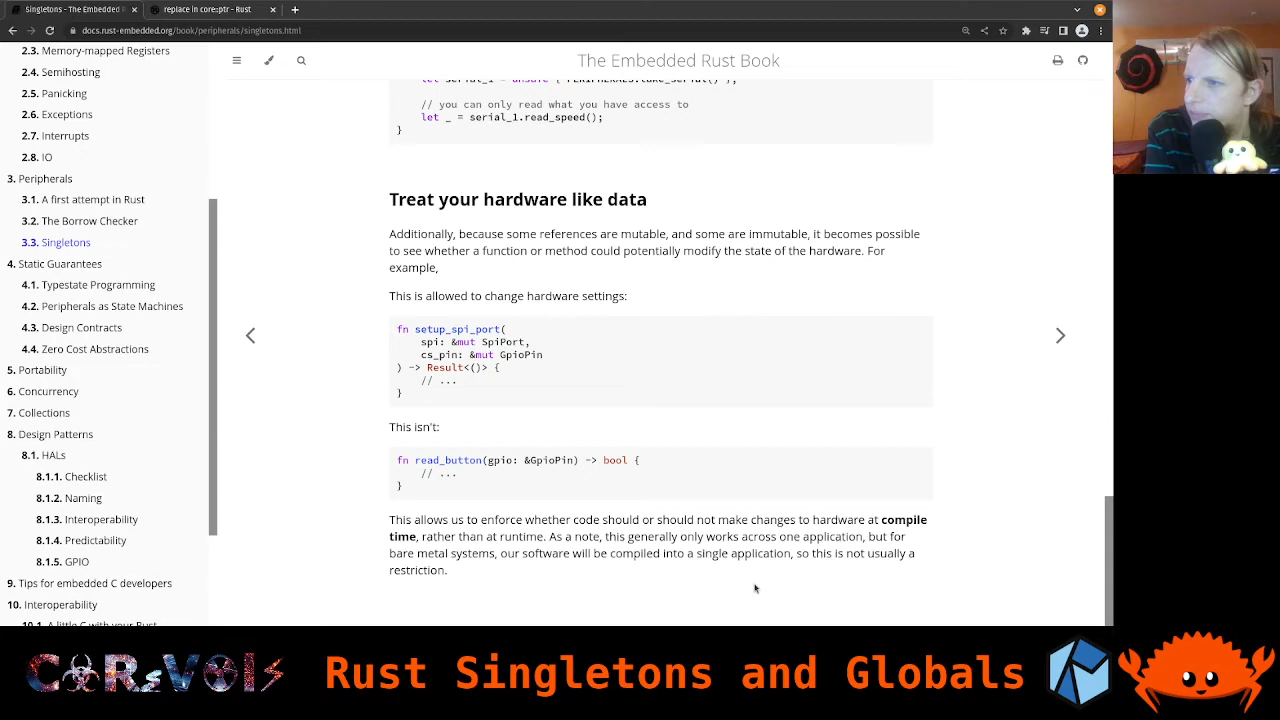 Singletons - The Embedded R
replace in core::ptr - Rust
docs.rust-embedded.org/book/peripherals/singletons.html
2.3. Memory-mapped Registers
2.4. Semihosting
2.5. Panicking
2.6. Exceptions
2.7. Interrupts
2.8. IO
3. Peripherals
3.1. A first attempt in Rust
3.2. The Borrow Checker
3.3. Singletons
4. Static Guarantees
4.1. Typestate Programming
4.2. Peripherals as State Machines
4.3. Design Contracts
4.4. Zero Cost Abstractions
5. Portability
6. Concurrency
7. Collections
8. Design Patterns
8.1. HALs
8.1.1. Checklist
8.1.2. Naming
8.1.3. Interoperability
8.1.4. Predictability
8.1.5. GPIO
9. Tips for embedded C developers
10. Interoperability
10.1. A little C with your Rust
The Embedded Rust Book
let serial_1 = unsafe { PERIPHERALS.take_serial() };
// you can only read what you have access to
let _ = serial_1.read_speed();
}
Treat your hardware like data
Additionally, because some references are mutable, and some are immutable, it becomes possible
to see whether a function or method could potentially modify the state of the hardware. For
example,
This is allowed to change hardware settings:
fn setup_spi_port(
spi: &mut SpiPort,
cs_pin: &mut GpioPin
) -> Result<()> {
// ...
}
This isn't:
fn read_button(gpio: &GpioPin) -> bool {
// ...
}
This allows us to enforce whether code should or should not make changes to hardware at compile
time, rather than at runtime. As a note, this generally only works across one application, but for
bare metal systems, our software will be compiled into a single application, so this is not usually a
restriction.
Rust Singletons and Globals